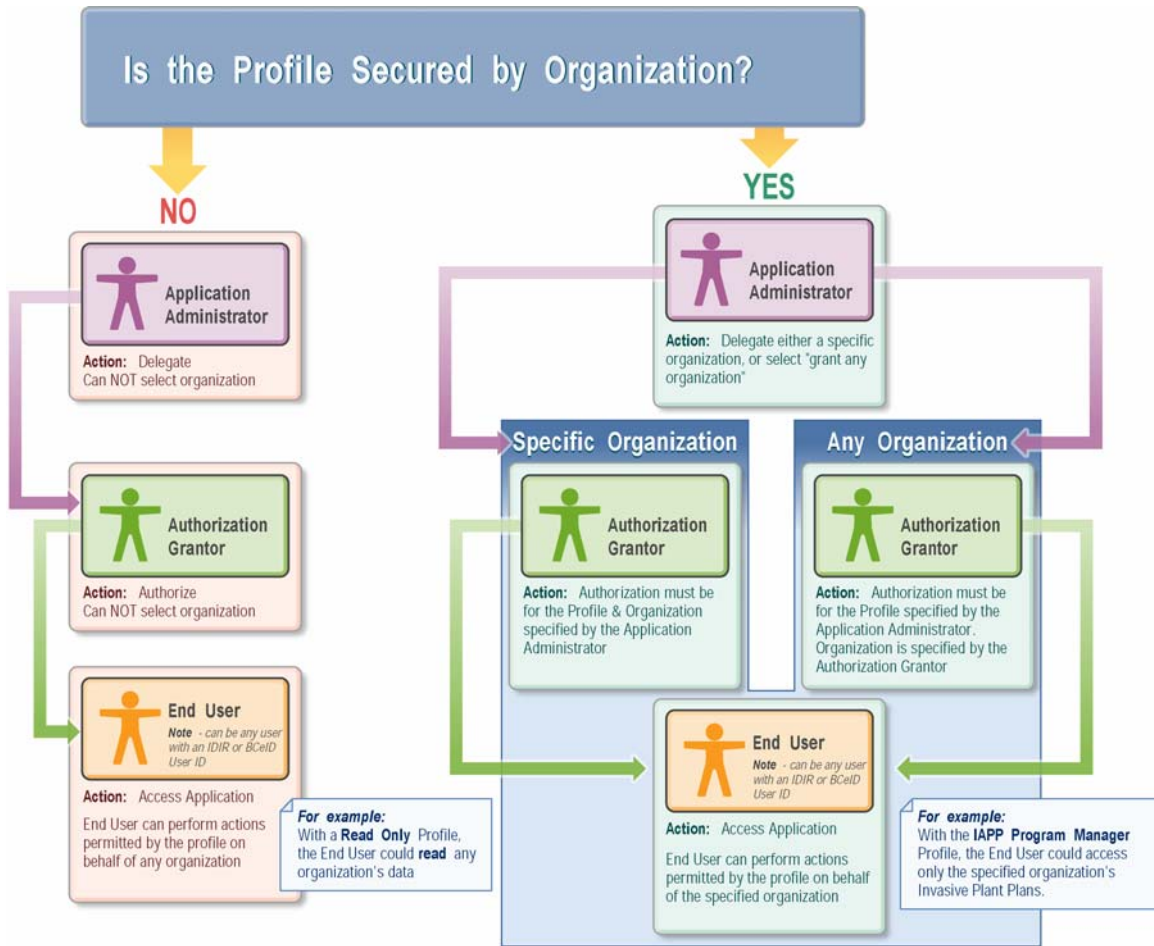 Is the Profile Secured by Organization?
NO
Application
Administrator
Action: Delegate
Can NOT select organization
Authorization
Grantor
Action: Authorize
Can NOT select organization
End User
Note - can be any user
with an IDIR or BCeID
User ID
Action: Access Application
End User can perform actions
permitted by the profile on
behalf of any organization
For example:
With a Read Only Profile,
the End User could read any
organization's data
YES
Application
Administrator
Action: Delegate either a specific
organization, or select "grant any
organization"
Specific Organization
Authorization
Grantor
Action: Authorization must be
for the Profile & Organization
specified by the Application
Administrator
Any Organization
Authorization
Grantor
Action: Authorization must be
for the Profile specified by the
Application Administrator.
Organization is specified by the
Authorization Grantor
End User
Note - can be any user
with an IDIR or BCeID
User ID
Action: Access Application
End User can perform actions
permitted by the profile on behalf
of the specified organization
For example:
With the IAPP Program Manager
Profile, the End User could access
only the specified organization's
Invasive Plant Plans.